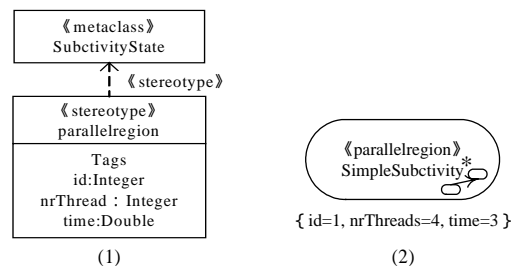 《metaclass》
SubctivityState
《stereotype》
《stereotype》
parallelregion
Tags
id:Integer
nrThread：Integer
time:Double
(1)
《parallelregion》
SimpleSubctivity
*
{ id=1, nrThreads=4, time=3 }
(2)